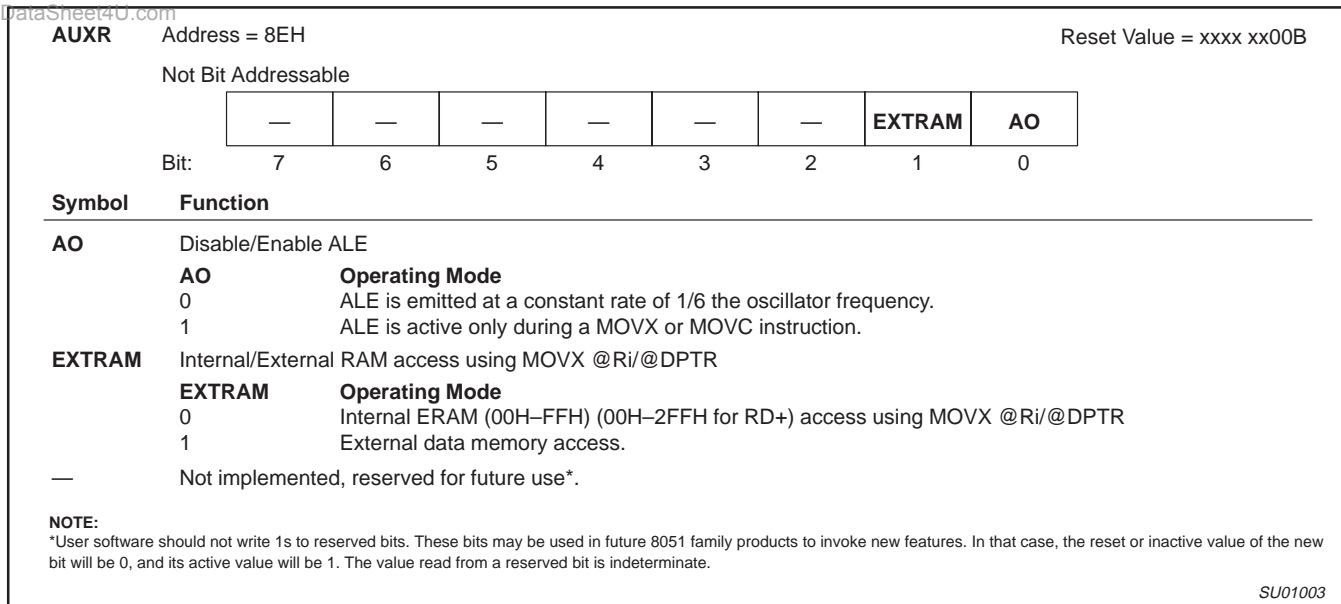 DataSheet4U.com
AUXR Address = 8EH Reset Value = xxxx xx00B
Not Bit Addressable
— — — — — — EXTRAM AO
Bit: 7 6 5 4 3 2 1 0
Symbol Function
AO Disable/Enable ALE
AO Operating Mode
0 ALE is emitted at a constant rate of 1/6 the oscillator frequency.
1 ALE is active only during a MOVX or MOVC instruction.
EXTRAM Internal/External RAM access using MOVX @Ri/@DPTR
EXTRAM Operating Mode
0 Internal ERAM (00H–FFH) (00H–2FFH for RD+) access using MOVX @Ri/@DPTR
1 External data memory access.
— Not implemented, reserved for future use*.
NOTE:
*User software should not write 1s to reserved bits. These bits may be used in future 8051 family products to invoke new features. In that case, the reset or inactive value of the new
bit will be 0, and its active value will be 1. The value read from a reserved bit is indeterminate.
SU01003